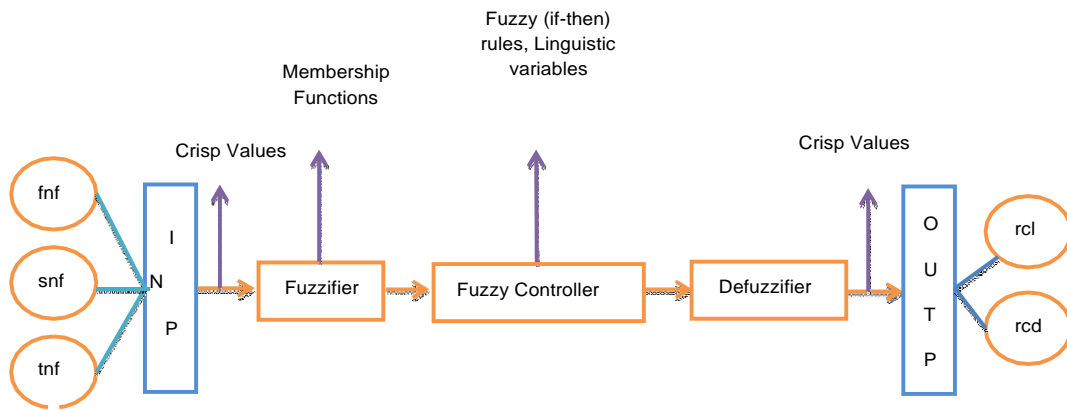 Fuzzy (if-then)
rules, Linguistic
variables
Membership
Functions
Crisp Values
Crisp Values
fnf
snf
tnf
I
N
P
Fuzzifier
Fuzzy Controller
Defuzzifier
O
U
T
P
rcl
rcd